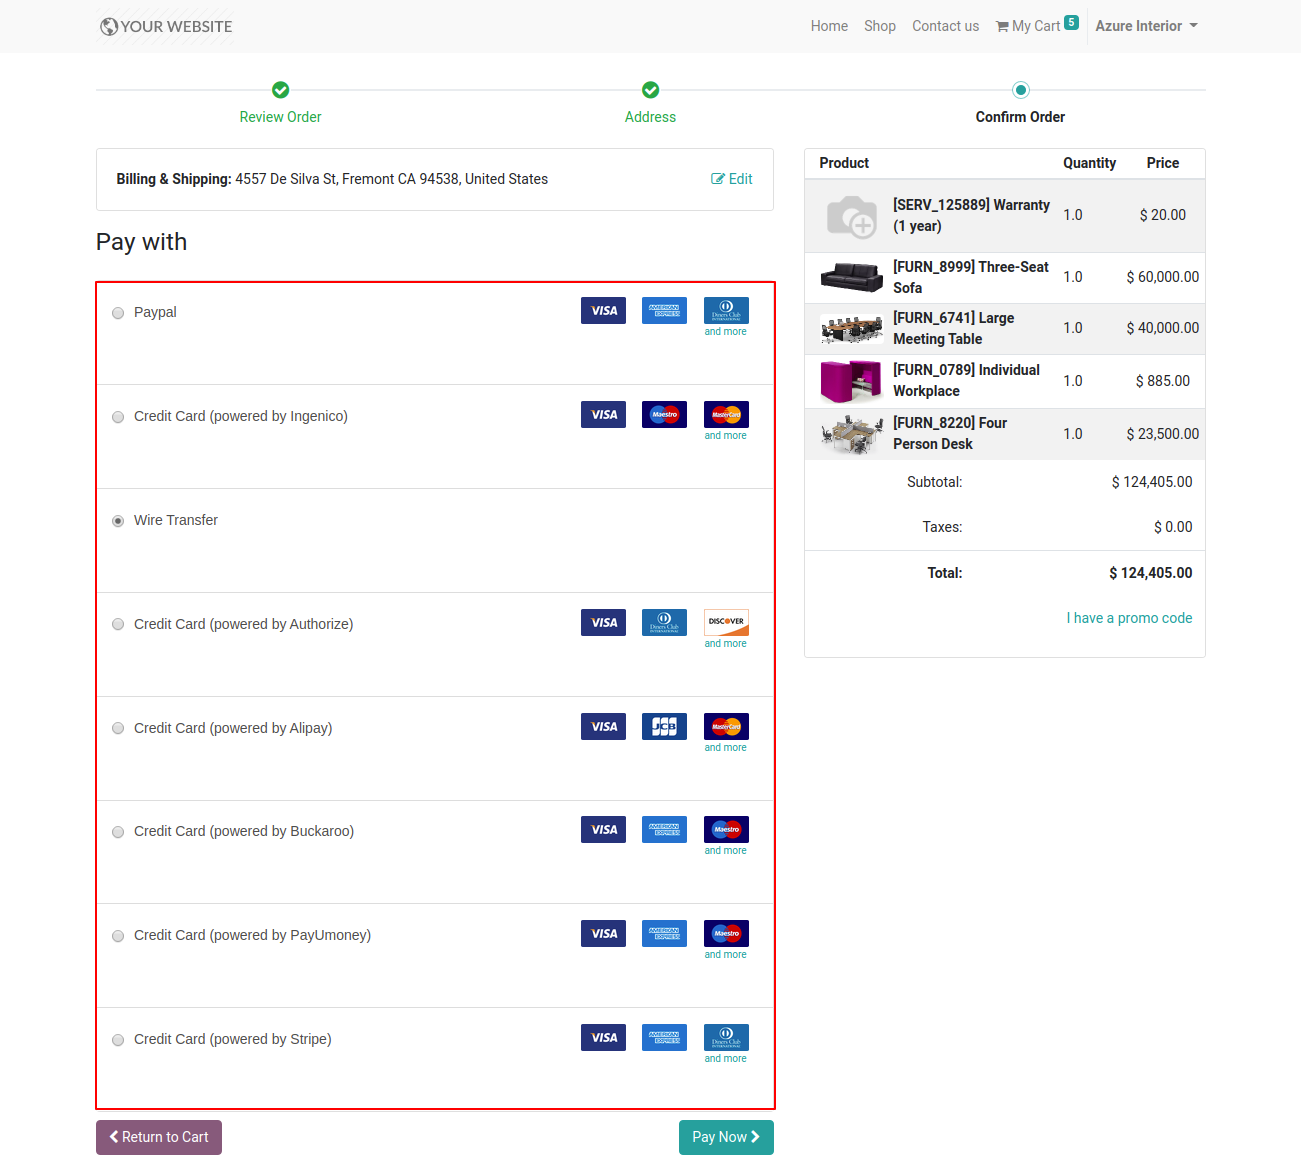 YOUR WEBSITE
Home Shop Contact us My Cart 5 Azure Interior
Review Order Address Confirm Order
Billing & Shipping: 4557 De Silva St, Fremont CA 94538, United States Edit
Pay with
Paypal VISA AMERICAN EXPRESS Diners Club INTERNATIONAL
and more
Credit Card (powered by Ingenico) VISA Maestro MasterCard
and more
Wire Transfer
Credit Card (powered by Authorize) VISA Diners Club INTERNATIONAL DISCOVER
and more
Credit Card (powered by Alipay) VISA JCB MasterCard
and more
Credit Card (powered by Buckaroo) VISA AMERICAN EXPRESS Maestro
and more
Credit Card (powered by PayUmoney) VISA AMERICAN EXPRESS Maestro
and more
Credit Card (powered by Stripe) VISA AMERICAN EXPRESS Diners Club INTERNATIONAL
and more
Return to Cart Pay Now
Product Quantity Price
[SERV_125889] Warranty
(1 year) 1.0 $ 20.00
[FURN_8999] Three-Seat
Sofa 1.0 $ 60,000.00
[FURN_6741] Large
Meeting Table 1.0 $ 40,000.00
[FURN_0789] Individual
Workplace 1.0 $ 885.00
[FURN_8220] Four
Person Desk 1.0 $ 23,500.00
Subtotal: $ 124,405.00
Taxes: $ 0.00
Total: $ 124,405.00
I have a promo code